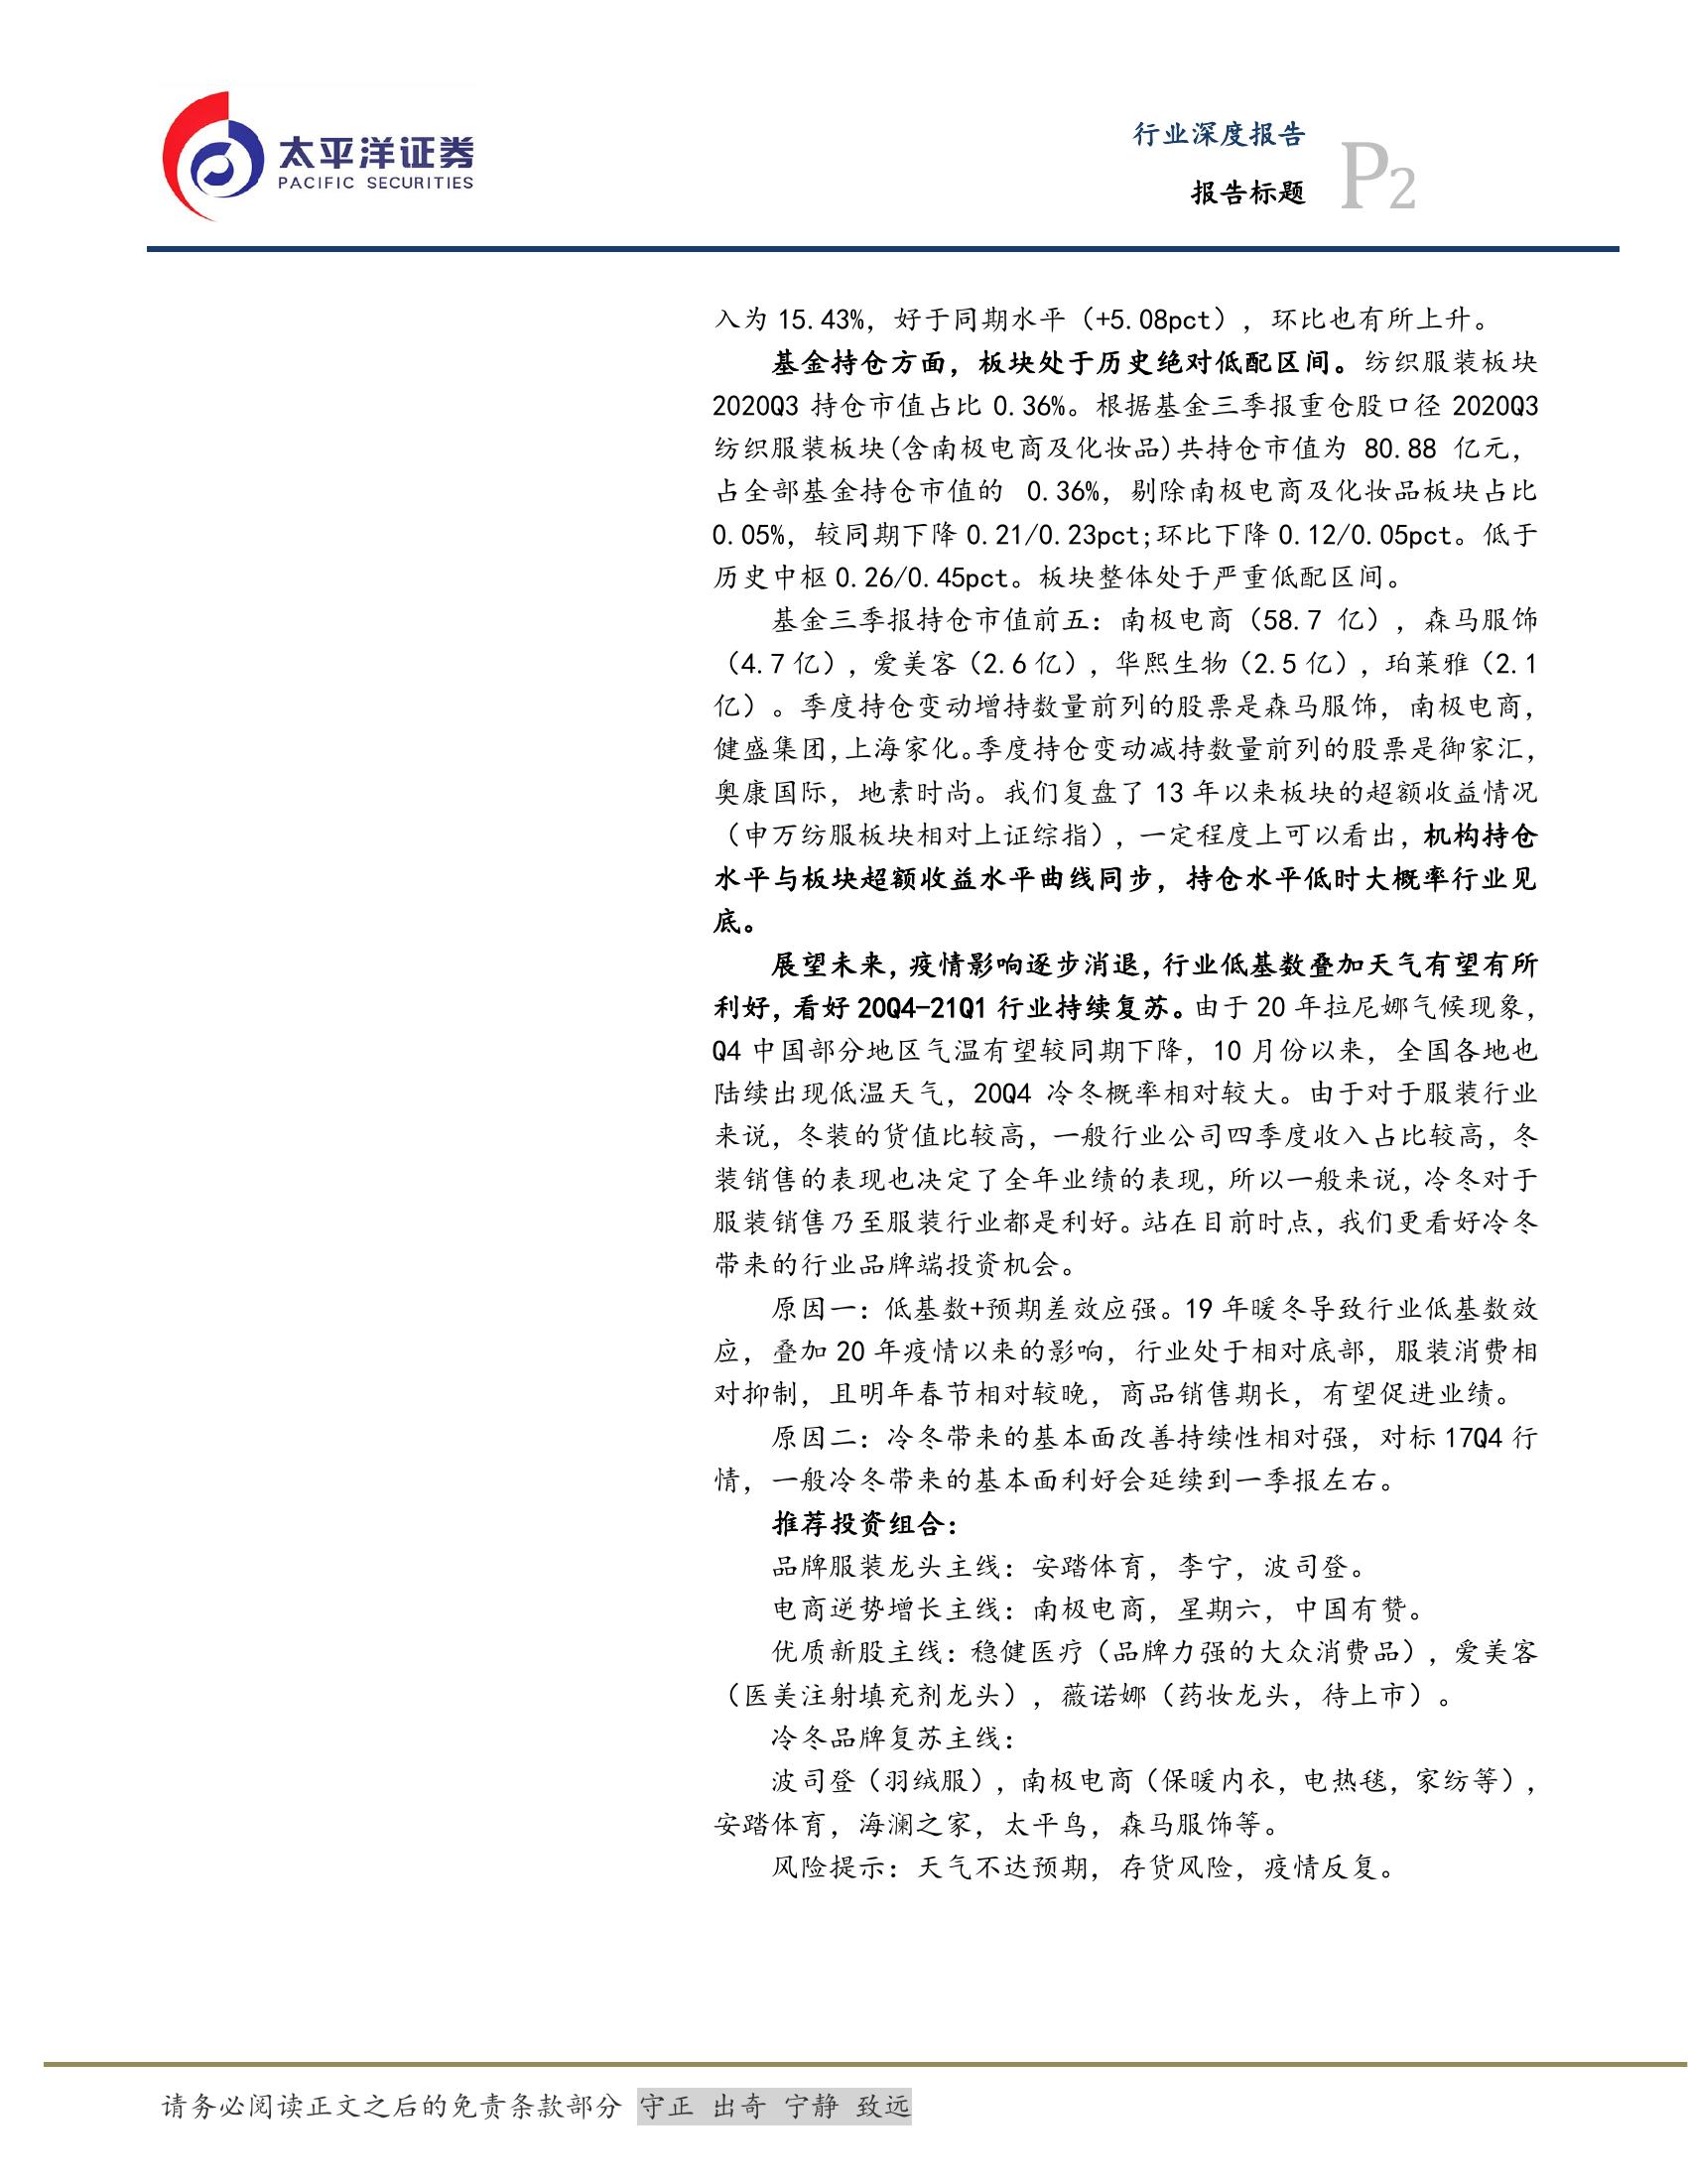 太平洋证券
PACIFIC SECURITIES
行业深度报告
报告标题
P2
入为 15.43%，好于同期水平（+5.08pct），环比也有所上升。
基金持仓方面，板块处于历史绝对低配区间。纺织服装板块
2020Q3 持仓市值占比 0.36%。根据基金三季报重仓股口径 2020Q3
纺织服装板块(含南极电商及化妆品)共持仓市值为 80.88 亿元，
占全部基金持仓市值的 0.36%，剔除南极电商及化妆品板块占比
0.05%，较同期下降 0.21/0.23pct;环比下降 0.12/0.05pct。低于
历史中枢 0.26/0.45pct。板块整体处于严重低配区间。
基金三季报持仓市值前五：南极电商（58.7 亿），森马服饰
（4.7 亿），爱美客（2.6 亿），华熙生物（2.5 亿），珀莱雅（2.1
亿）。季度持仓变动增持数量前列的股票是森马服饰，南极电商，
健盛集团，上海家化。季度持仓变动减持数量前列的股票是御家汇，
奥康国际，地素时尚。我们复盘了 13 年以来板块的超额收益情况
（申万纺服板块相对上证综指），一定程度上可以看出，机构持仓
水平与板块超额收益水平曲线同步，持仓水平低时大概率行业见
底。
展望未来，疫情影响逐步消退，行业低基数叠加天气有望有所
利好，看好 20Q4-21Q1 行业持续复苏。由于 20 年拉尼娜气候现象，
Q4 中国部分地区气温有望较同期下降，10 月份以来，全国各地也
陆续出现低温天气，20Q4 冷冬概率相对较大。由于对于服装行业
来说，冬装的货值比较高，一般行业公司四季度收入占比较高，冬
装销售的表现也决定了全年业绩的表现，所以一般来说，冷冬对于
服装销售乃至服装行业都是利好。站在目前时点，我们更看好冷冬
带来的行业品牌端投资机会。
原因一：低基数+预期差效应强。19 年暖冬导致行业低基数效
应，叠加 20 年疫情以来的影响，行业处于相对底部，服装消费相
对抑制，且明年春节相对较晚，商品销售期长，有望促进业绩。
原因二：冷冬带来的基本面改善持续性相对强，对标 17Q4 行
情，一般冷冬带来的基本面利好会延续到一季报左右。
推荐投资组合：
品牌服装龙头主线：安踏体育，李宁，波司登。
电商逆势增长主线：南极电商，星期六，中国有赞。
优质新股主线：稳健医疗（品牌力强的大众消费品），爱美客
（医美注射填充剂龙头），薇诺娜（药妆龙头，待上市）。
冷冬品牌复苏主线：
波司登（羽绒服），南极电商（保暖内衣，电热毯，家纺等），
安踏体育，海澜之家，太平鸟，森马服饰等。
风险提示：天气不达预期，存货风险，疫情反复。
请务必阅读正文之后的免责条款部分 守正 出奇 宁静 致远